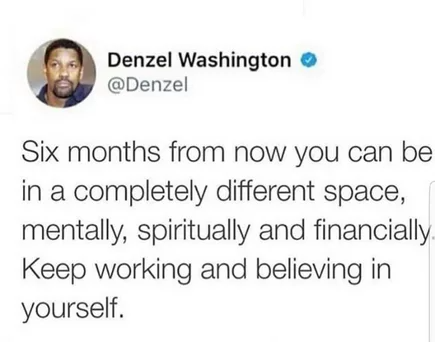 Denzel Washington
@Denzel
Six months from now you can be
in a completely different space,
mentally, spiritually and financially.
Keep working and believing in
yourself.